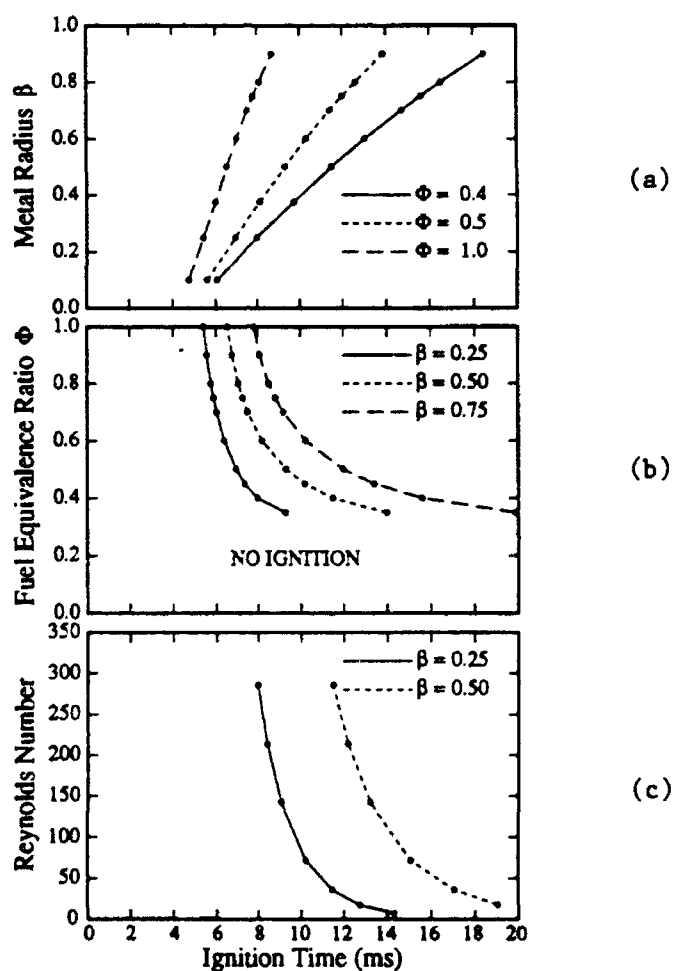 1.0
0.8
0.6
0.4
0.2
0.0
Metal Radius β
Φ = 0.4
Φ = 0.5
Φ = 1.0
(a)
1.0
0.8
0.6
0.4
0.2
0.0
Fuel Equivalence Ratio Φ
β = 0.25
β = 0.50
β = 0.75
NO IGNITION
(b)
350
300
250
200
150
100
50
0
Reynolds Number
β = 0.25
β = 0.50
(c)
0 2 4 6 8 10 12 14 16 18 20
Ignition Time (ms)